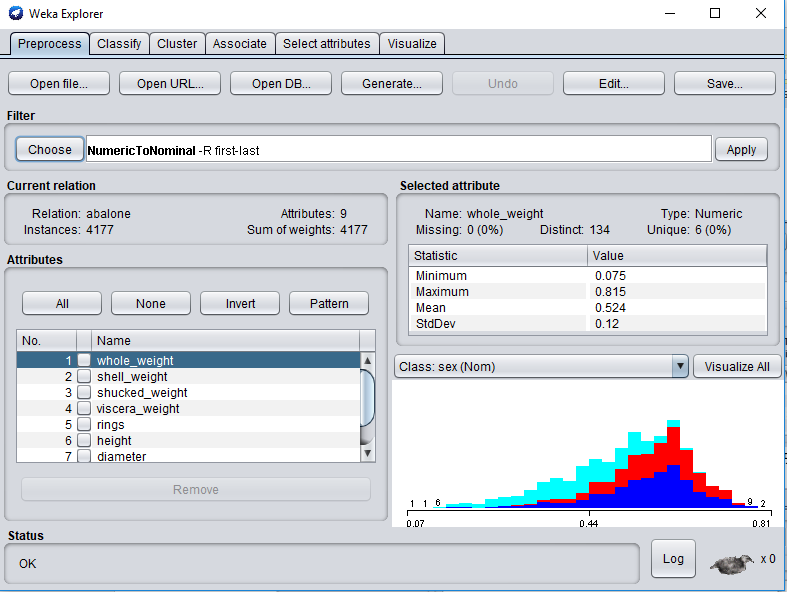 Weka Explorer
Preprocess Classify Cluster Associate Select attributes Visualize
Open file... Open URL... Open DB... Generate... Undo Edit... Save...
Filter
Choose NumericToNominal -R first-last Apply
Current relation
Relation: abalone Attributes: 9
Instances: 4177 Sum of weights: 4177
Attributes
All None Invert Pattern
No. Name
1 whole_weight
2 shell_weight
3 shucked_weight
4 viscera_weight
5 rings
6 height
7 diameter
Remove
Selected attribute
Name: whole_weight Type: Numeric
Missing: 0 (0%) Distinct: 134 Unique: 6 (0%)
Statistic Value
Minimum 0.075
Maximum 0.815
Mean 0.524
StdDev 0.12
Class: sex (Nom) Visualize All
1 1 6 9 2
0.07 0.44 0.81
Status
OK Log x 0